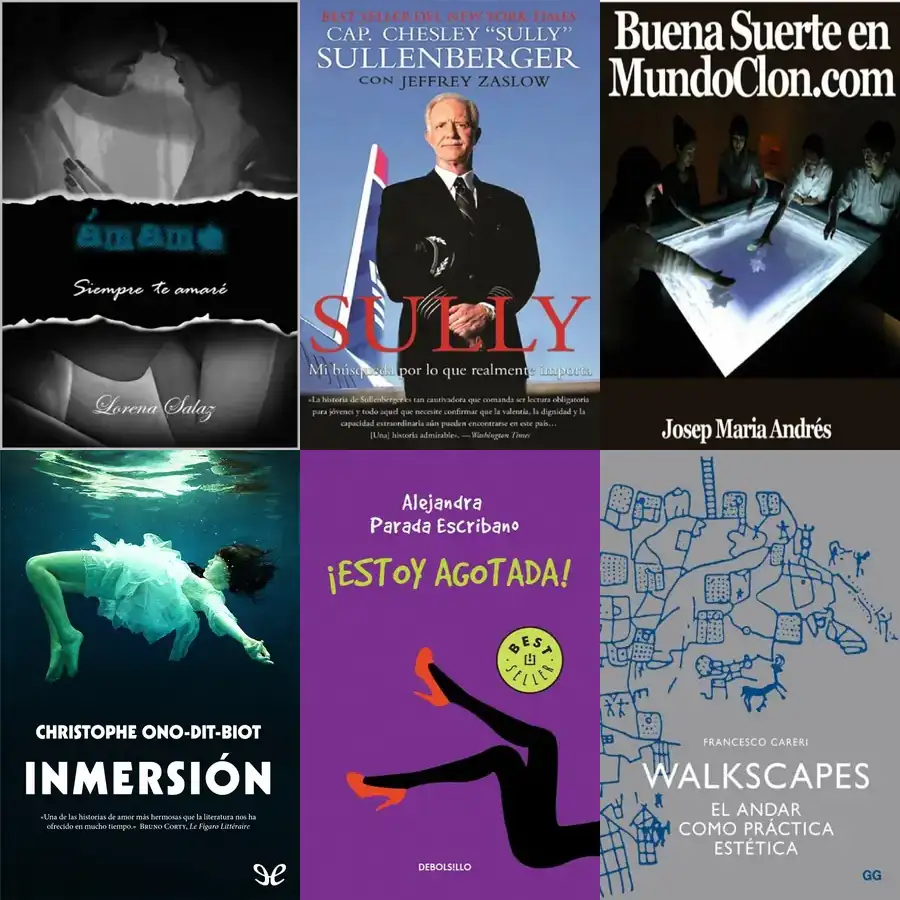 ámame
Siempre te amaré
Lorena Salaz
BEST SELLER DEL NEW YORK TIMES
CAP. CHESLEY “SULLY”
SULLENBERGER
CON JEFFREY ZASLOW
SULLY
Mi búsqueda por lo que realmente importa
«La historia de Sullenberger es tan cautivadora que comanda ser lectura obligatoria
para jóvenes y todo aquel que necesite confirmar que la valentía, la dignidad y la
capacidad extraordinaria aún pueden encontrarse en este país…
[Una] historia admirable». —Washington Times
Buena Suerte en
MundoClon.com
Josep Maria Andrés
CHRISTOPHE ONO-DIT-BIOT
INMERSIÓN
«Una de las historias de amor más hermosas que la literatura nos ha
ofrecido en mucho tiempo.» BRUNO CORTY, Le Figaro Littéraire
Alejandra
Parada Escribano
¡ESTOY AGOTADA!
BEST
SELLER
DEBOLS!LLO
FRANCESCO CARERI
WALKSCAPES
EL ANDAR
COMO PRÁCTICA
ESTÉTICA
GG